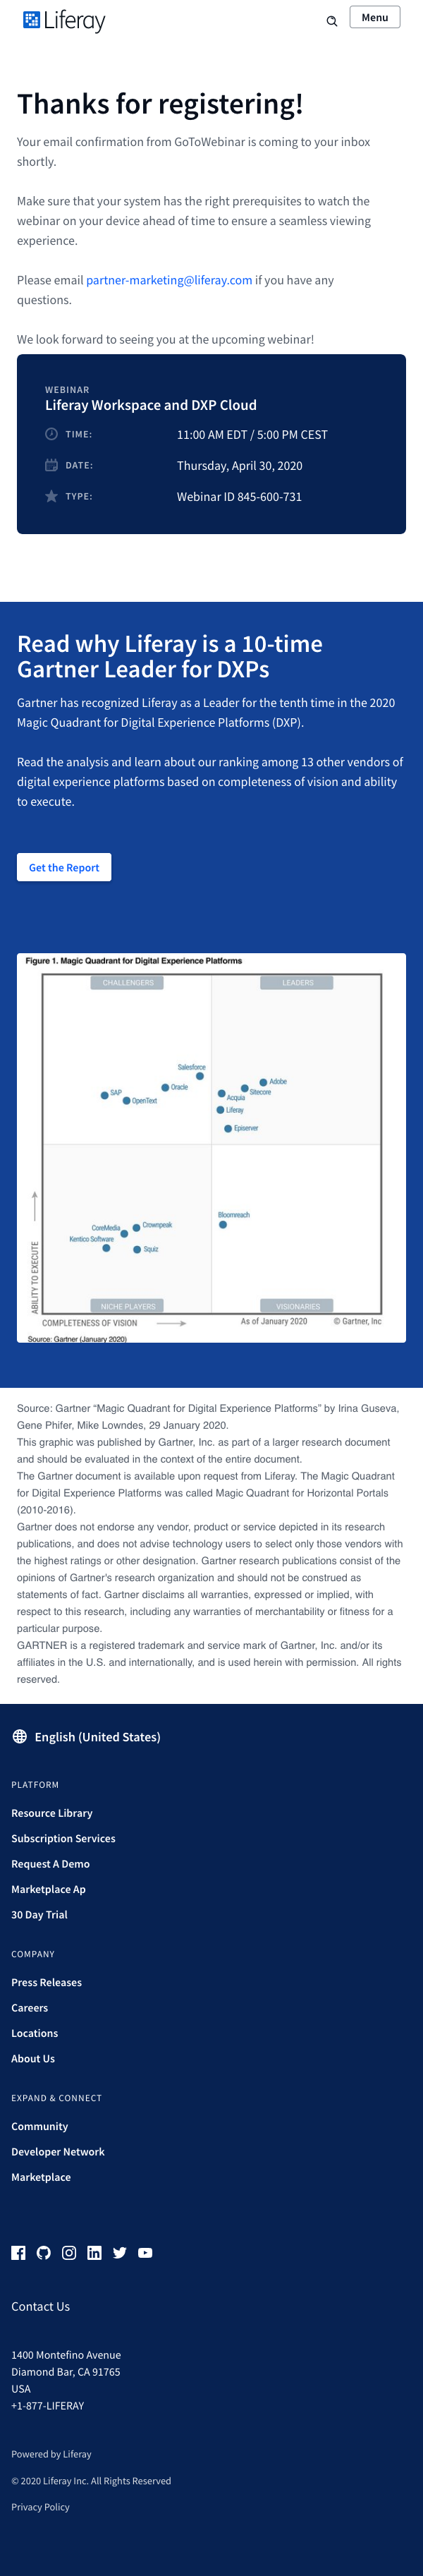 Liferay
Menu
Thanks for registering!
Your email confirmation from GoToWebinar is coming to your inbox
shortly.
Make sure that your system has the right prerequisites to watch the
webinar on your device ahead of time to ensure a seamless viewing
experience.
Please email partner-marketing@liferay.com if you have any
questions.
We look forward to seeing you at the upcoming webinar!
WEBINAR
Liferay Workspace and DXP Cloud
TIME: 11:00 AM EDT / 5:00 PM CEST
DATE: Thursday, April 30, 2020
TYPE: Webinar ID 845-600-731
Read why Liferay is a 10-time
Gartner Leader for DXPs
Gartner has recognized Liferay as a Leader for the tenth time in the 2020
Magic Quadrant for Digital Experience Platforms (DXP).
Read the analysis and learn about our ranking among 13 other vendors of
digital experience platforms based on completeness of vision and ability
to execute.
Get the Report
Figure 1. Magic Quadrant for Digital Experience Platforms
CHALLENGERS
LEADERS
Salesforce
Oracle
SAP
OpenText
Adobe
Sitecore
Acquia
Liferay
Episerver
Bloomreach
CoreMedia
Crownpeak
Kentico Software
Squiz
ABILITY TO EXECUTE
NICHE PLAYERS
VISIONARIES
COMPLETENESS OF VISION
As of January 2020
© Gartner, Inc
Source: Gartner (January 2020)
Source: Gartner “Magic Quadrant for Digital Experience Platforms” by Irina Guseva,
Gene Phifer, Mike Lowndes, 29 January 2020.
This graphic was published by Gartner, Inc. as part of a larger research document
and should be evaluated in the context of the entire document.
The Gartner document is available upon request from Liferay. The Magic Quadrant
for Digital Experience Platforms was called Magic Quadrant for Horizontal Portals
(2010-2016).
Gartner does not endorse any vendor, product or service depicted in its research
publications, and does not advise technology users to select only those vendors with
the highest ratings or other designation. Gartner research publications consist of the
opinions of Gartner's research organization and should not be construed as
statements of fact. Gartner disclaims all warranties, expressed or implied, with
respect to this research, including any warranties of merchantability or fitness for a
particular purpose.
GARTNER is a registered trademark and service mark of Gartner, Inc. and/or its
affiliates in the U.S. and internationally, and is used herein with permission. All rights
reserved.
English (United States)
PLATFORM
Resource Library
Subscription Services
Request A Demo
Marketplace Ap
30 Day Trial
COMPANY
Press Releases
Careers
Locations
About Us
EXPAND & CONNECT
Community
Developer Network
Marketplace
Contact Us
1400 Montefino Avenue
Diamond Bar, CA 91765
USA
+1-877-LIFERAY
Powered by Liferay
© 2020 Liferay Inc. All Rights Reserved
Privacy Policy